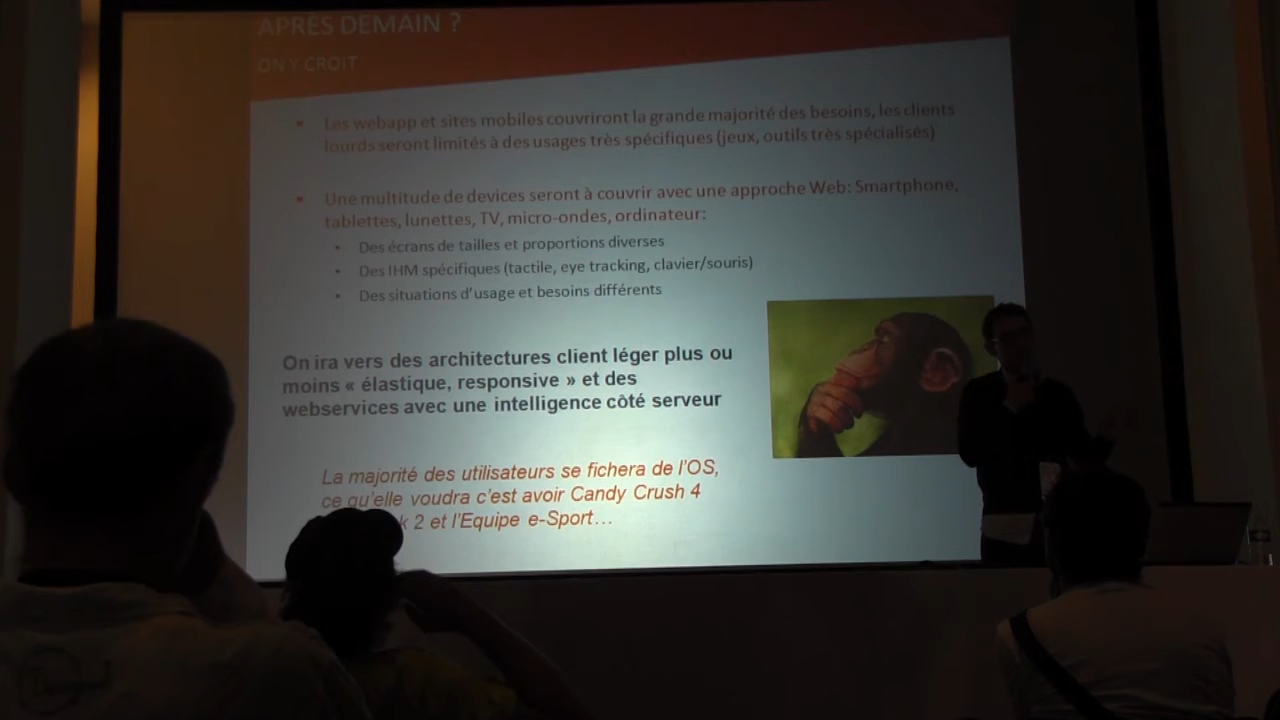 APRÈS DEMAIN ?
ON Y CROIT
Les webapp et sites mobiles couvriront la grande majorité des besoins, les clients
lourds seront limités à des usages très spécifiques (jeux, outils très spécialisés)
Une multitude de devices seront à couvrir avec une approche Web: Smartphone,
tablettes, lunettes, TV, micro-ondes, ordinateur:
Des écrans de tailles et proportions diverses
Des IHM spécifiques (tactile, eye tracking, clavier/souris)
Des situations d'usage et besoins différents
On ira vers des architectures client léger plus ou
moins « élastique, responsive » et des
webservices avec une intelligence côté serveur
La majorité des utilisateurs se fichera de l'OS,
ce qu'elle voudra c'est avoir Candy Crush 4
2 et l'Equipe e-Sport...